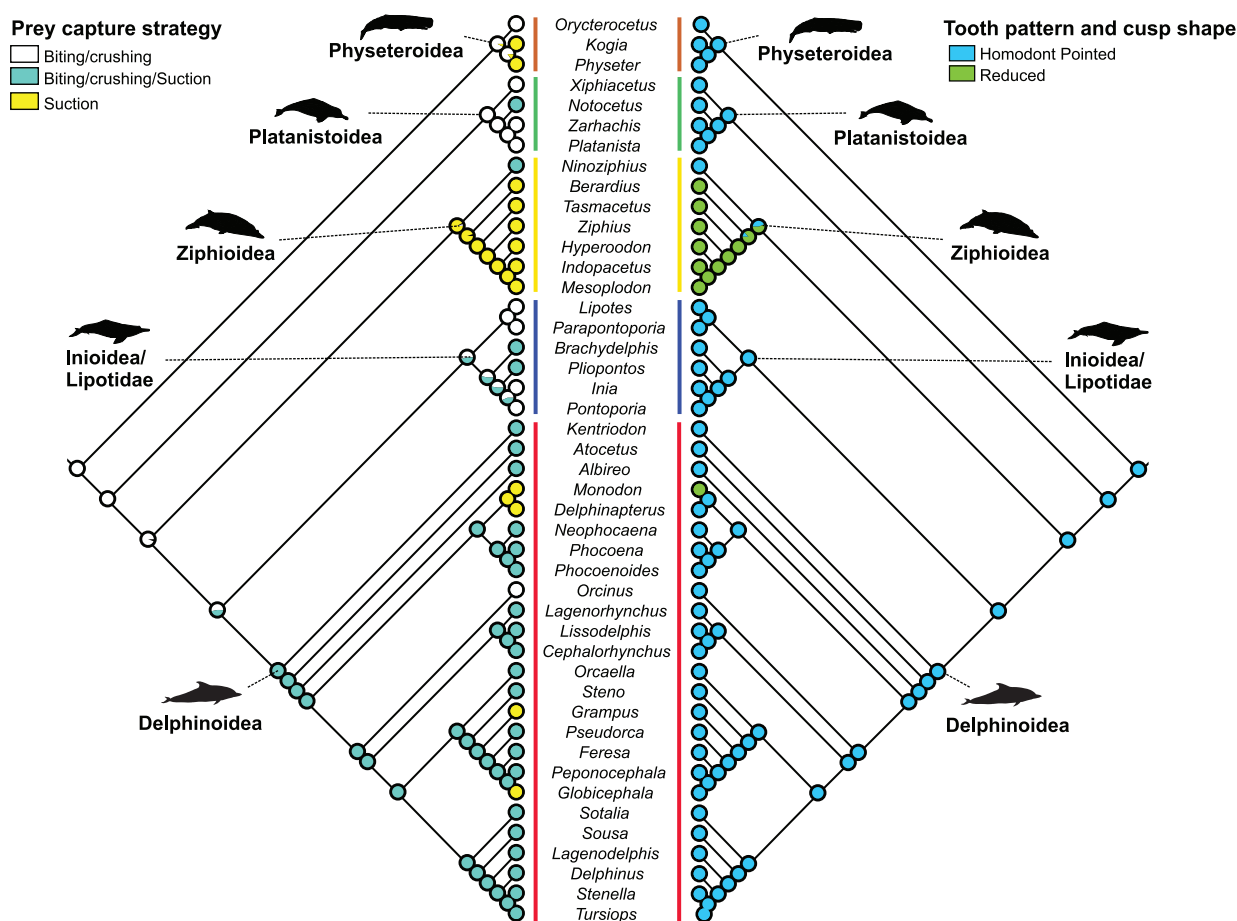 Prey capture strategy
Biting/crushing
Biting/crushing/Suction
Suction
Tooth pattern and cusp shape
Homodont Pointed
Reduced
Physeteroidea
Platanistoidea
Ziphioidea
Inioidea/
Lipotidae
Delphinoidea
Orycterocetus
Kogia
Physeter
Xiphiacetus
Notocetus
Zarhachis
Platanista
Ninoziphius
Berardius
Tasmacetus
Ziphius
Hyperoodon
Indopacetus
Mesoplodon
Lipotes
Parapontoporia
Brachydelphis
Pliopontos
Inia
Pontoporia
Kentriodon
Atocetus
Albireo
Monodon
Delphinapterus
Neophocaena
Phocoena
Phocoenoides
Orcinus
Lagenorhynchus
Lissodelphis
Cephalorhynchus
Orcaella
Steno
Grampus
Pseudorca
Feresa
Peponocephala
Globicephala
Sotalia
Sousa
Lagenodelphis
Delphinus
Stenella
Tursiops
Physeteroidea
Platanistoidea
Ziphioidea
Inioidea/
Lipotidae
Delphinoidea